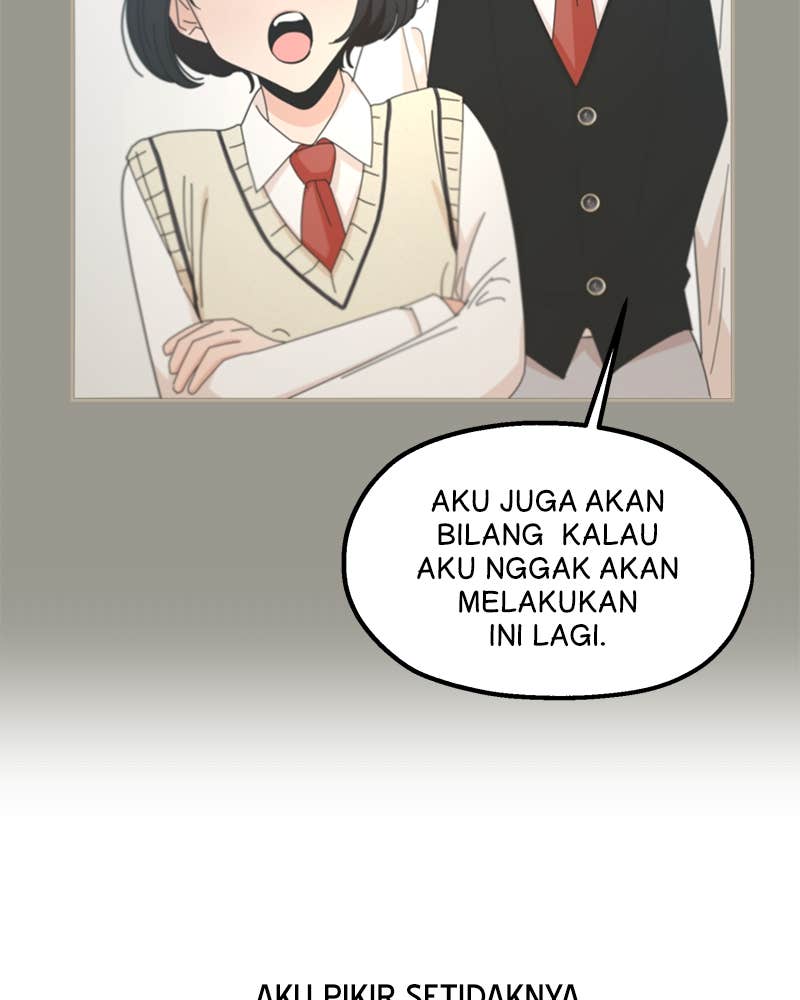 AKU JUGA AKAN
BILANG KALAU
AKU NGGAK AKAN
MELAKUKAN
INI LAGI.
AKU PIKIR SETIDAKNYA